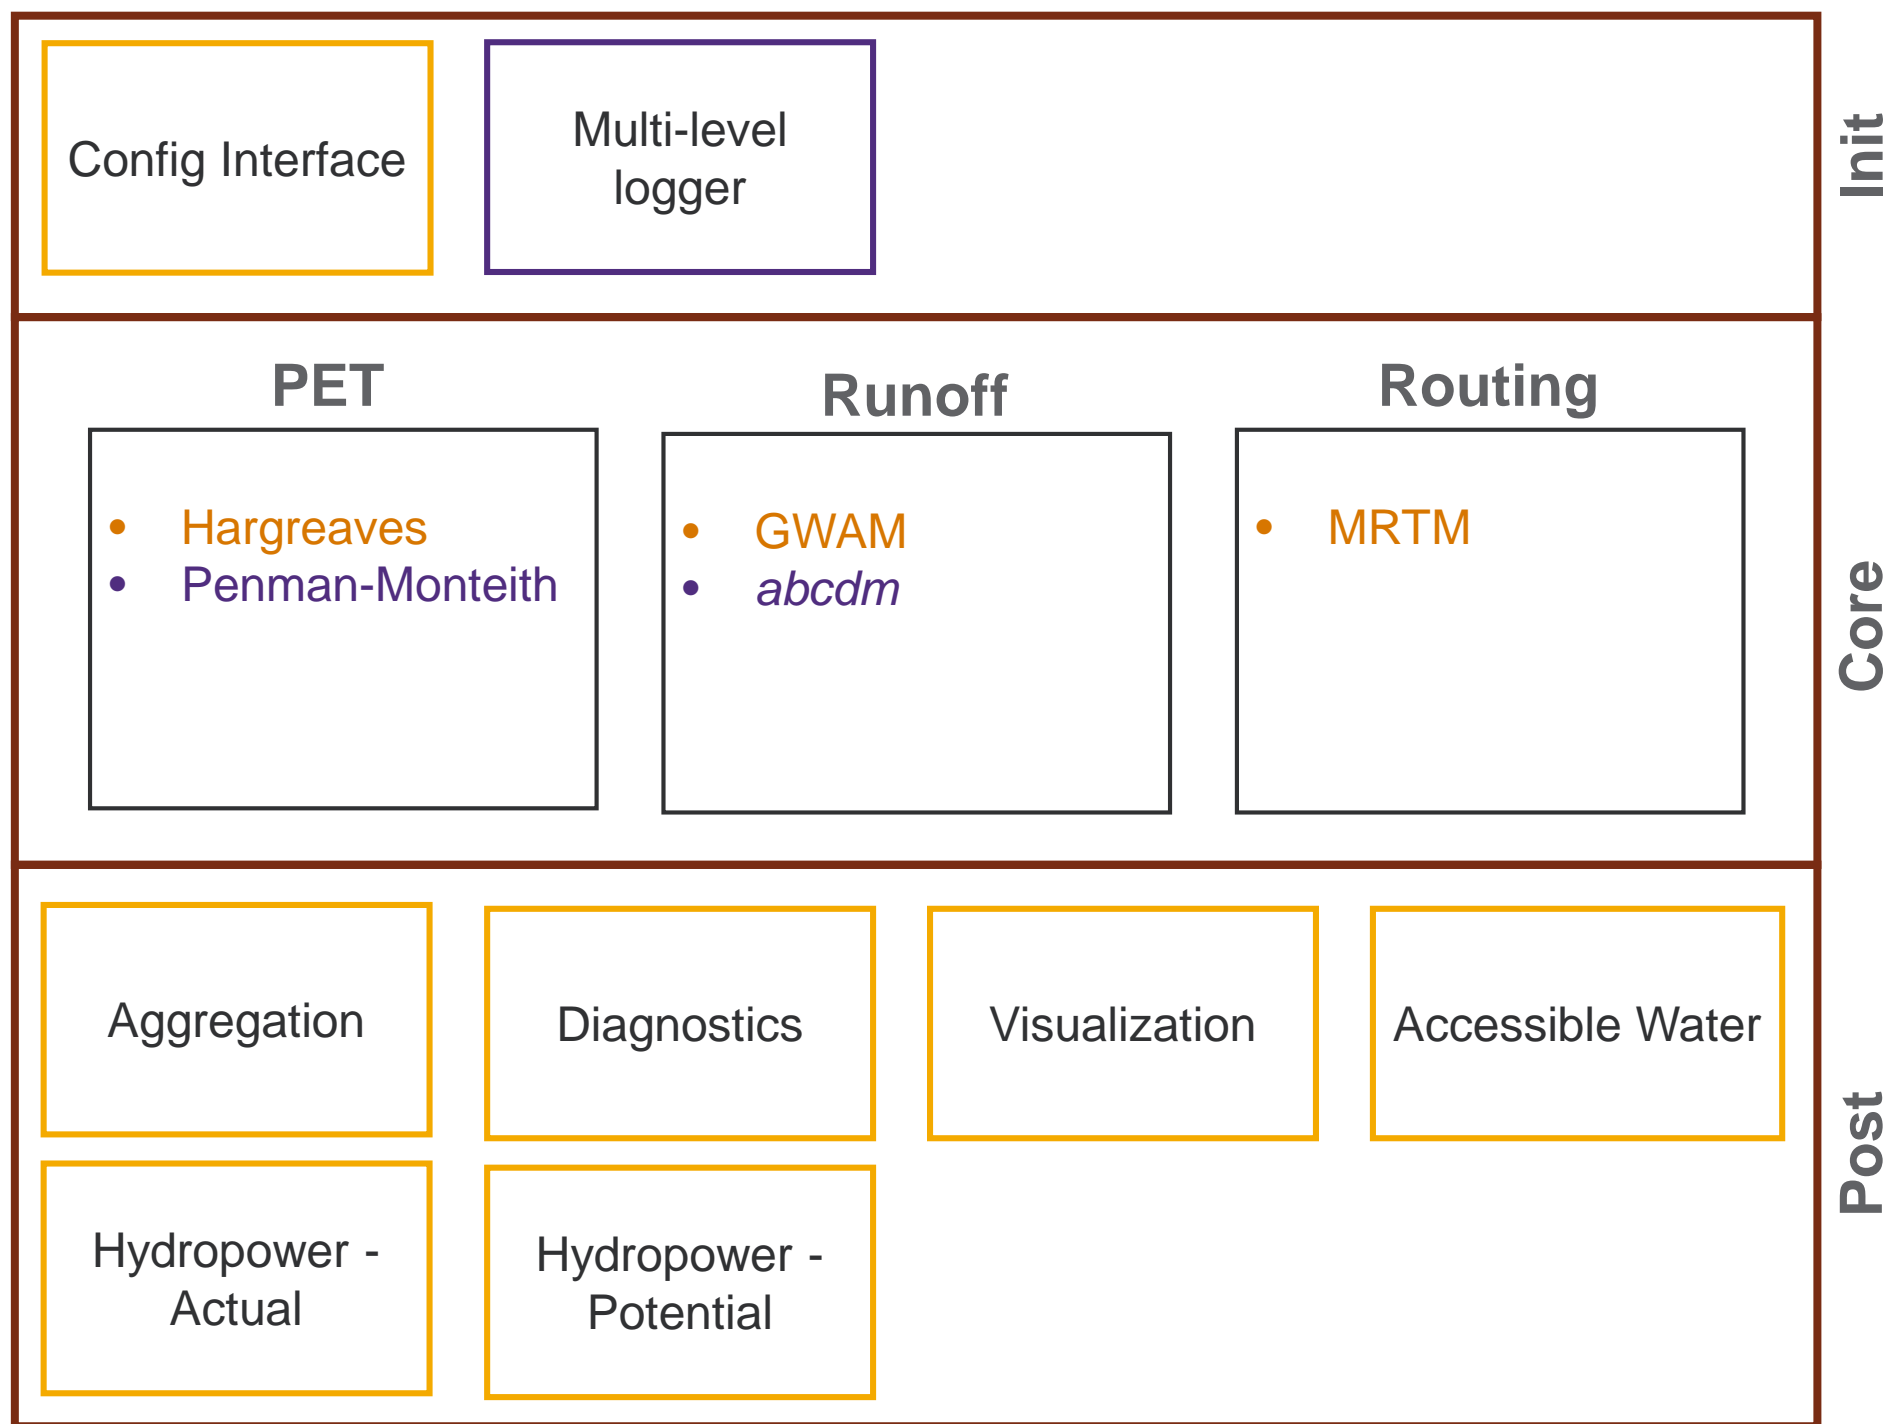 Config Interface
Multi-level
logger
Init
PET
• Hargreaves
• Penman-Monteith
Runoff
• GWAM
• abcdm
Routing
• MRTM
Core
Aggregation
Diagnostics
Visualization
Accessible Water
Hydropower -
Actual
Hydropower -
Potential
Post